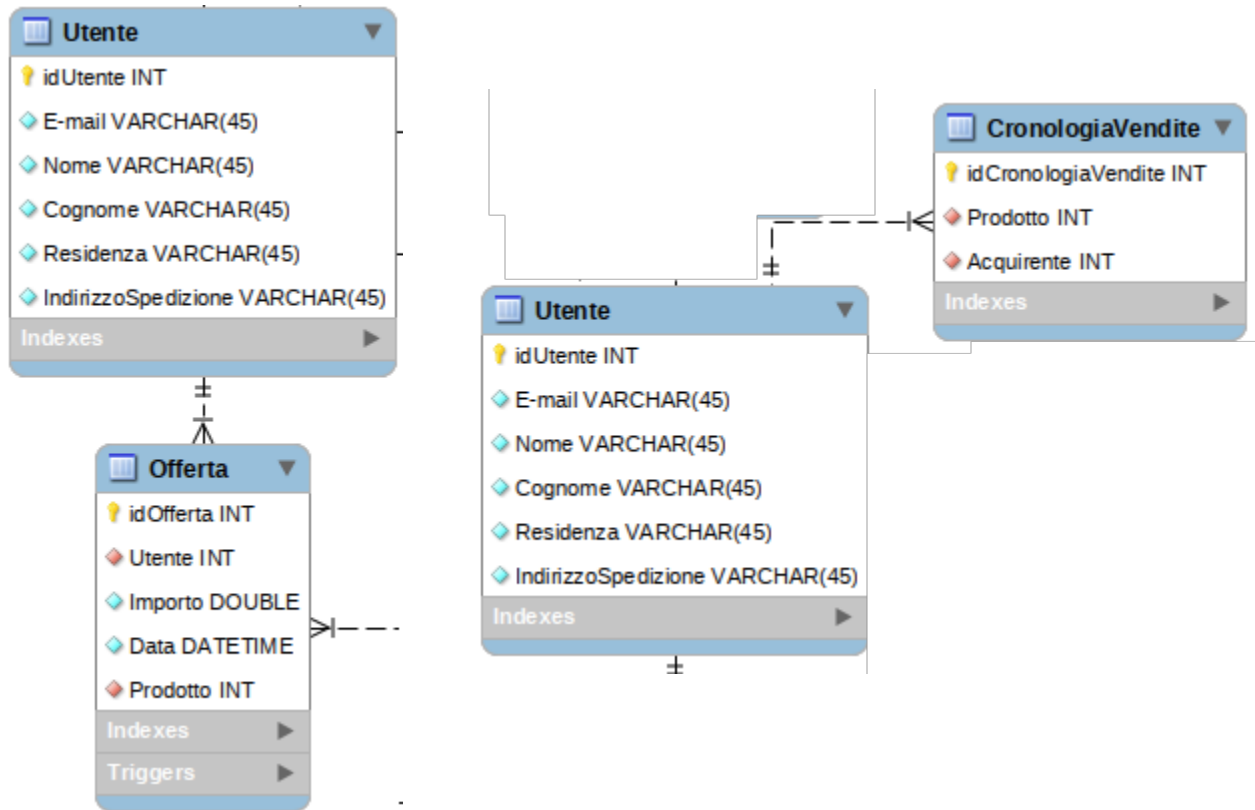 Utente
idUtente INT
E-mail VARCHAR(45)
Nome VARCHAR(45)
Cognome VARCHAR(45)
Residenza VARCHAR(45)
IndirizzoSpedizione VARCHAR(45)
Indexes
Offerta
idOfferta INT
Utente INT
Importo DOUBLE
Data DATETIME
Prodotto INT
Indexes
Triggers
Utente
idUtente INT
E-mail VARCHAR(45)
Nome VARCHAR(45)
Cognome VARCHAR(45)
Residenza VARCHAR(45)
IndirizzoSpedizione VARCHAR(45)
Indexes
CronologiaVendite
idCronologiaVendite INT
Prodotto INT
Acquirente INT
Indexes